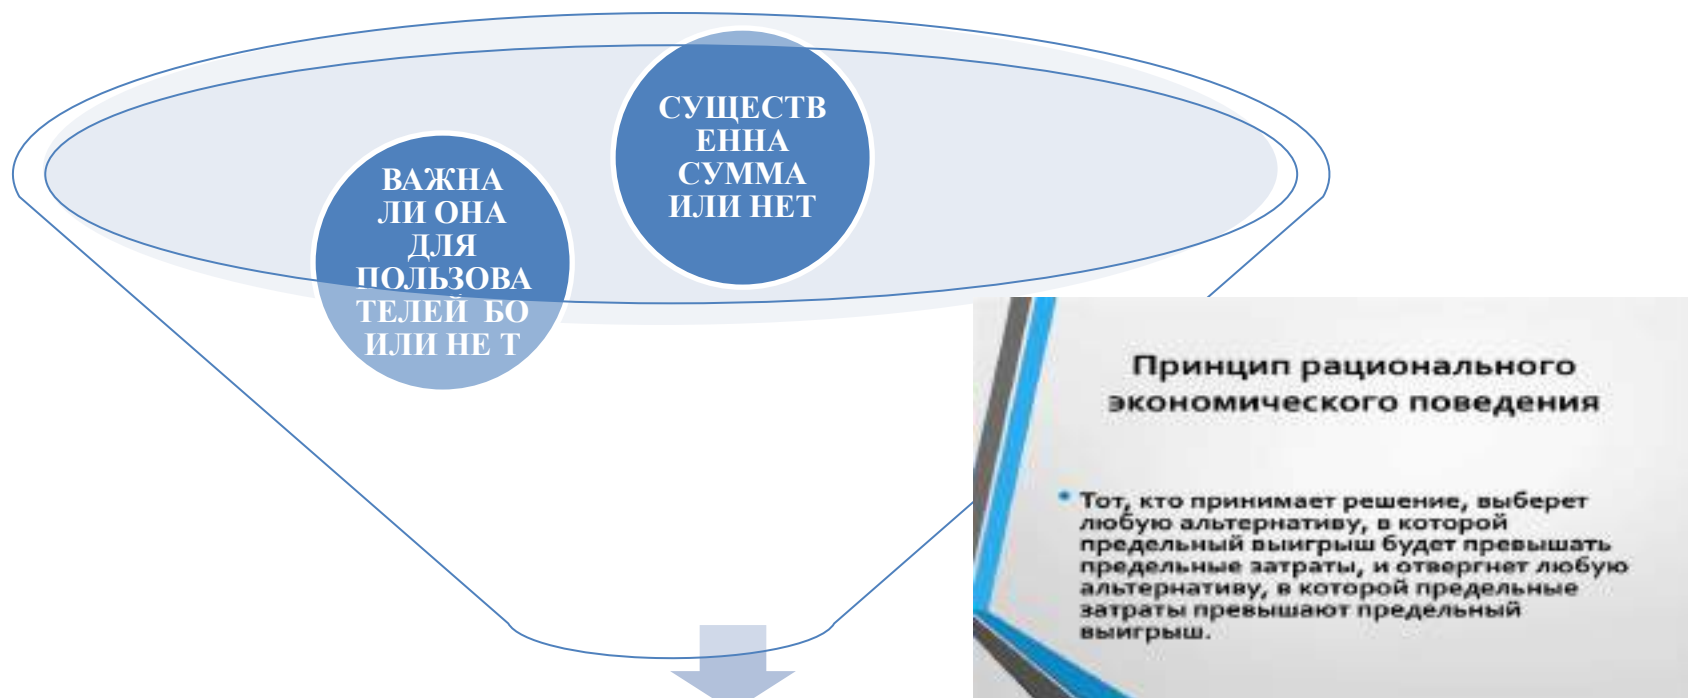 СУЩЕСТВ
ЕННА
СУММА
ИЛИ НЕТ
ВАЖНА
ЛИ ОНА
ДЛЯ
ПОЛЬЗОВА
ТЕЛЕЙ БО
ИЛИ НЕ Т
Принцип рационального
экономического поведения
• Тот, кто принимает решение, выберет
любую альтернативу, в которой
предельный выигрыш будет превышать
предельные затраты, и отвергнет любую
альтернативу, в которой предельные
затраты превышают предельный
выигрыш.